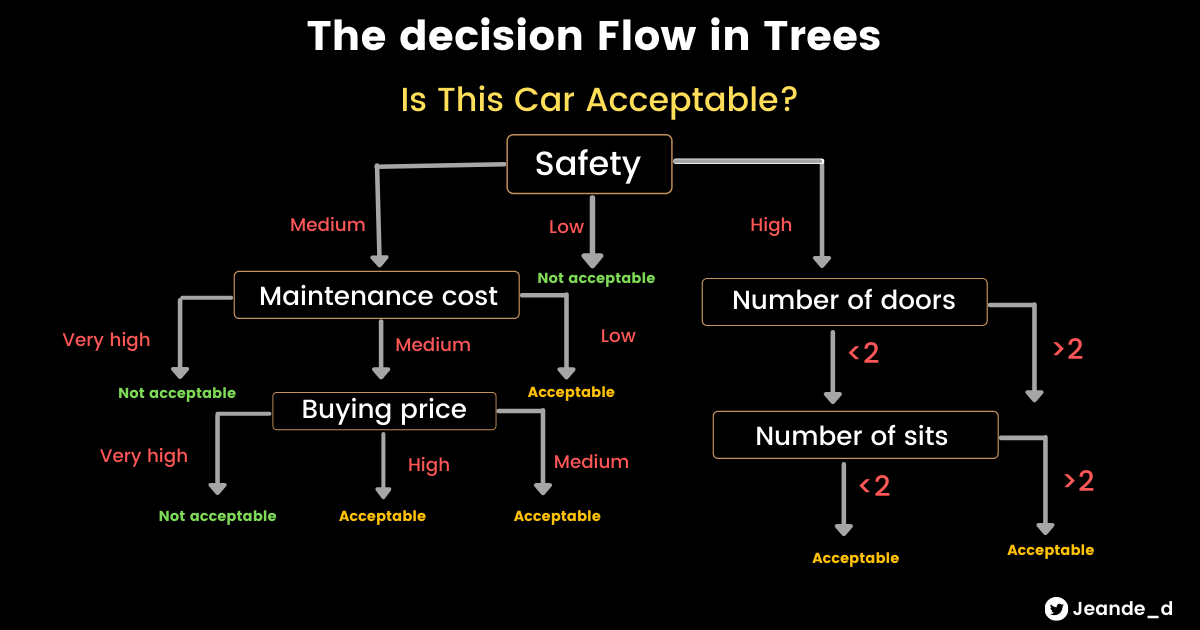 The decision Flow in Trees
Is This Car Acceptable?
Safety
Medium
Low
High
Not acceptable
Maintenance cost
Number of doors
Very high
Medium
Low
<2
>2
Not acceptable
Acceptable
Buying price
Number of sits
Very high
High
Medium
<2
>2
Not acceptable
Acceptable
Acceptable
Acceptable
Acceptable
Jeande_d